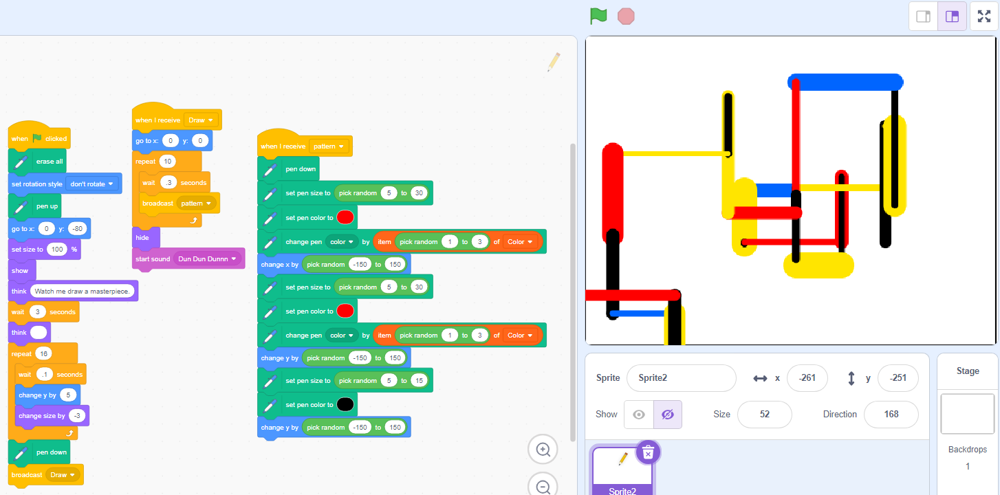 when clicked
erase all
set rotation style don't rotate
pen up
go to x: 0 y: -80
set size to 100 %
show
think Watch me draw a masterpiece.
wait 3 seconds
think
repeat 16
wait .1 seconds
change y by 5
change size by -3
pen down
broadcast Draw
when I receive Draw
go to x: 0 y: 0
repeat 10
wait .3 seconds
broadcast pattern
hide
start sound Dun Dun Dunnn
when I receive pattern
pen down
set pen size to pick random 5 to 30
set pen color to
change pen color by item pick random 1 to 3 of Color
change x by pick random -150 to 150
set pen size to pick random 5 to 30
set pen color to
change pen color by item pick random 1 to 3 of Color
change y by pick random -150 to 150
set pen size to pick random 5 to 15
set pen color to
change y by pick random -150 to 150
Sprite Sprite2 x -261 y -251
Show Size 52 Direction 168
Sprite2
Stage
Backdrops
1